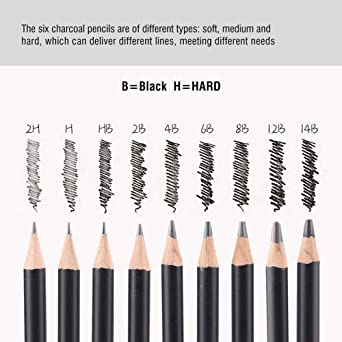 The six charcoal pencils are of different types: soft, medium and
hard, which can deliver different lines, meeting different needs
B=Black H=HARD
2H H HB 2B 4B 6B 8B 12B 14B